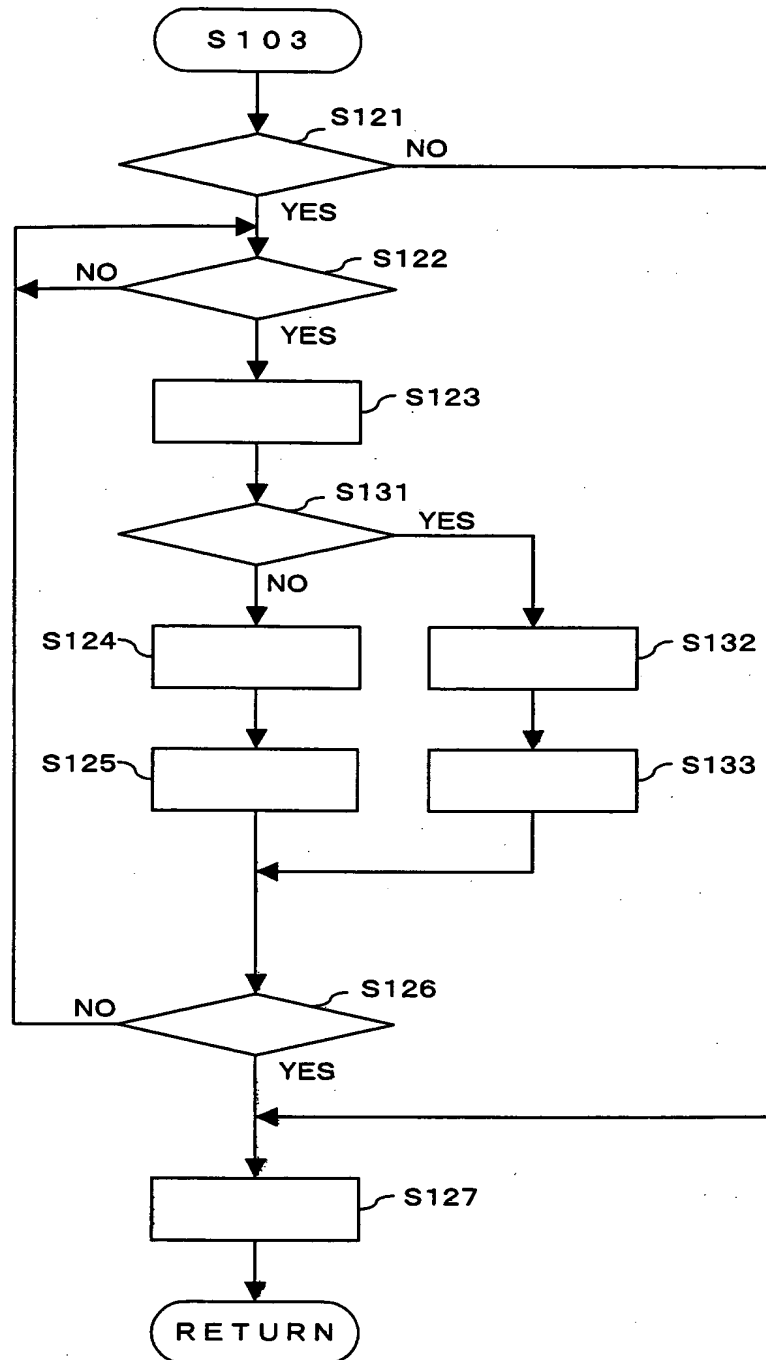 S103
S121
NO
YES
S122
NO
YES
S123
S131
YES
NO
S124
S132
S125
S133
S126
NO
YES
S127
RETURN